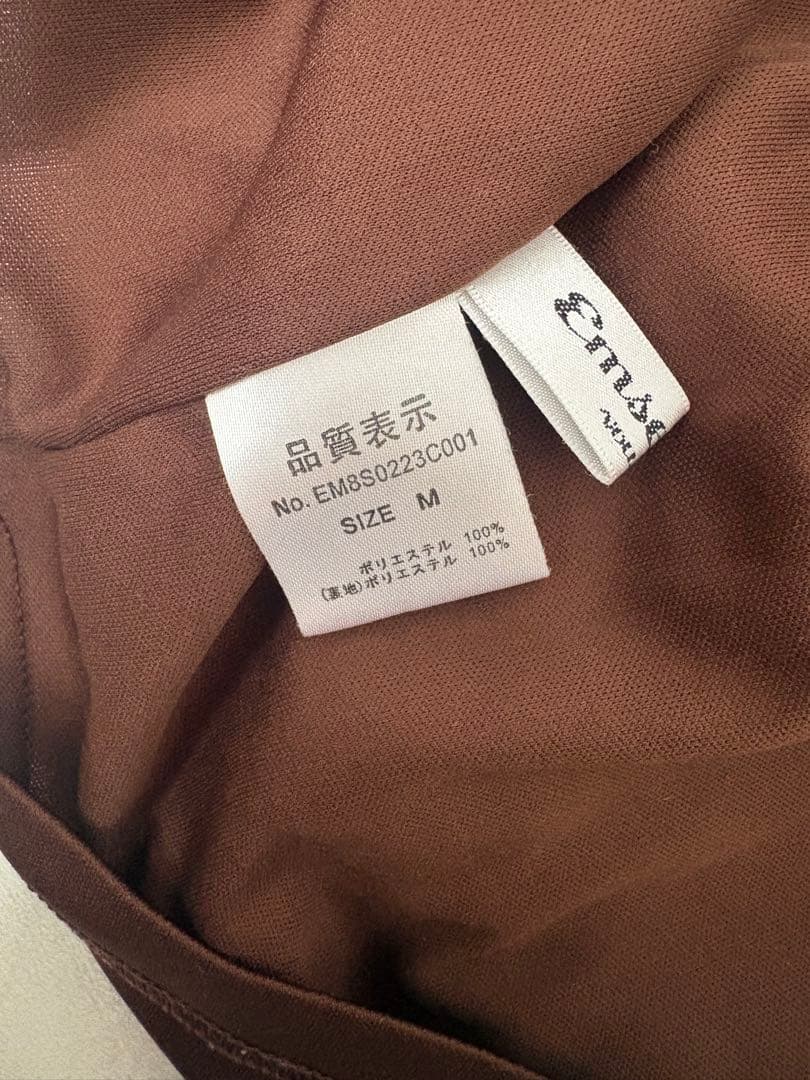 品質表示
No. EM8S0223C001
SIZE M
ポリエステル 100%
(裏地)ポリエステル 100%